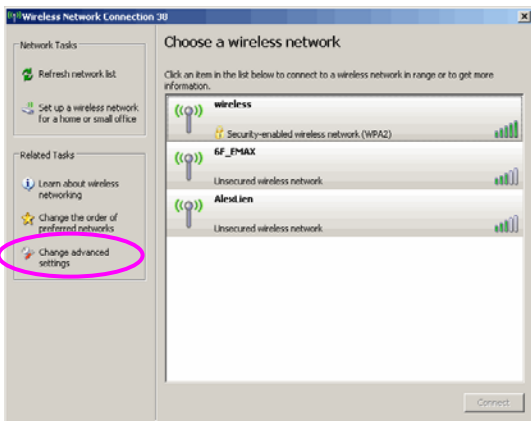 Wireless Network Connection 38
Network Tasks
Refresh network list
Set up a wireless network
for a home or small office
Related Tasks
Learn about wireless
networking
Change the order of
preferred networks
Change advanced
settings
Choose a wireless network
Click an item in the list below to connect to a wireless network in range or to get more
information.
wireless
Security-enabled wireless network (WPA2)
6F_EMAX
Unsecured wireless network
AlexLien
Unsecured wireless network
Connect